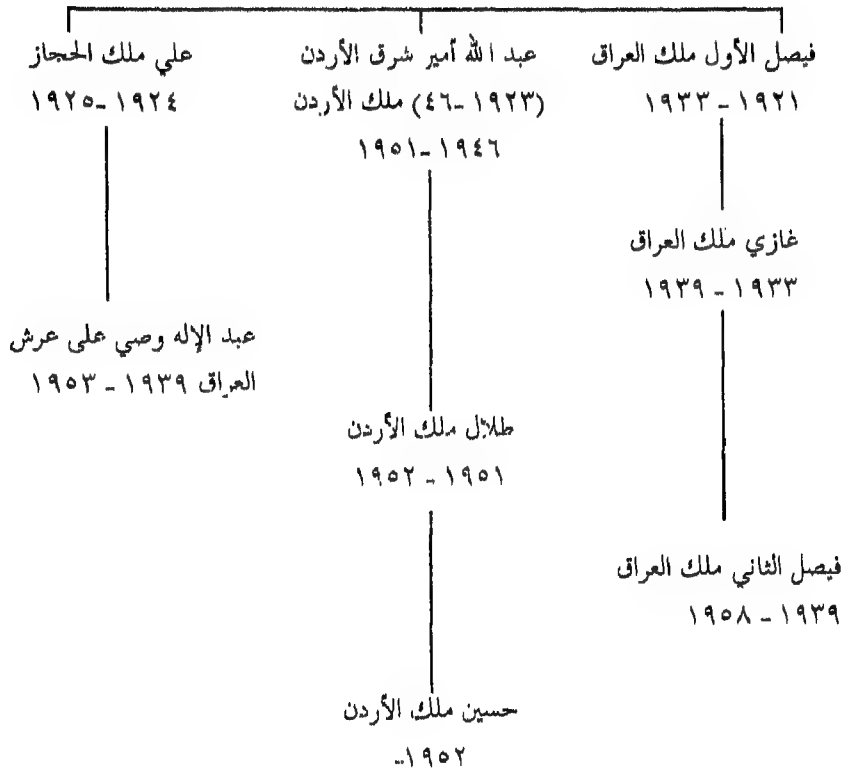 فيصل الأول ملك العراق
١٩٢١ - ١٩٣٣
غازي ملك العراق
١٩٣٣ - ١٩٣٩
فيصل الثاني ملك العراق
١٩٣٩ - ١٩٥٨
عبد الله أمير شرق الأردن
(١٩٢٣ -٤٦) ملك الأردن
١٩٤٦ -١٩٥١
طلال ملك الأردن
١٩٥١ - ١٩٥٢
حسين ملك الأردن
١٩٥٢-
علي ملك الحجاز
١٩٢٤ -١٩٢٥
عبد الإله وصي على عرش
العراق ١٩٣٩ - ١٩٥٣